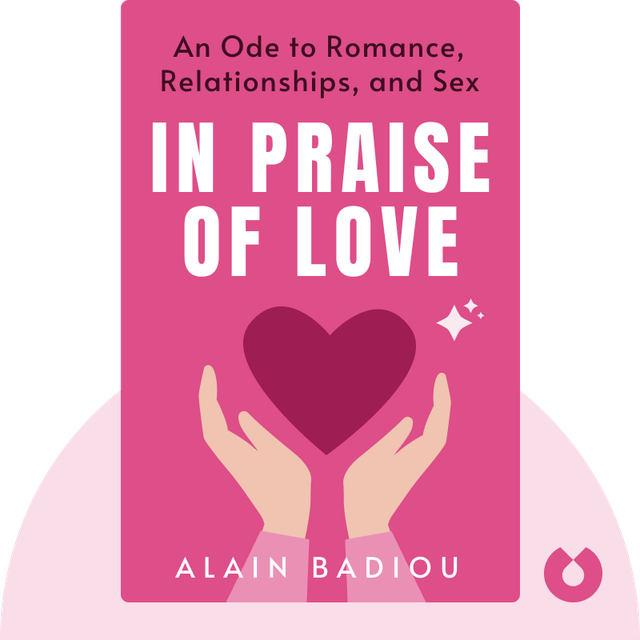 An Ode to Romance,
Relationships, and Sex
IN PRAISE
OF LOVE
ALAIN BADIOU